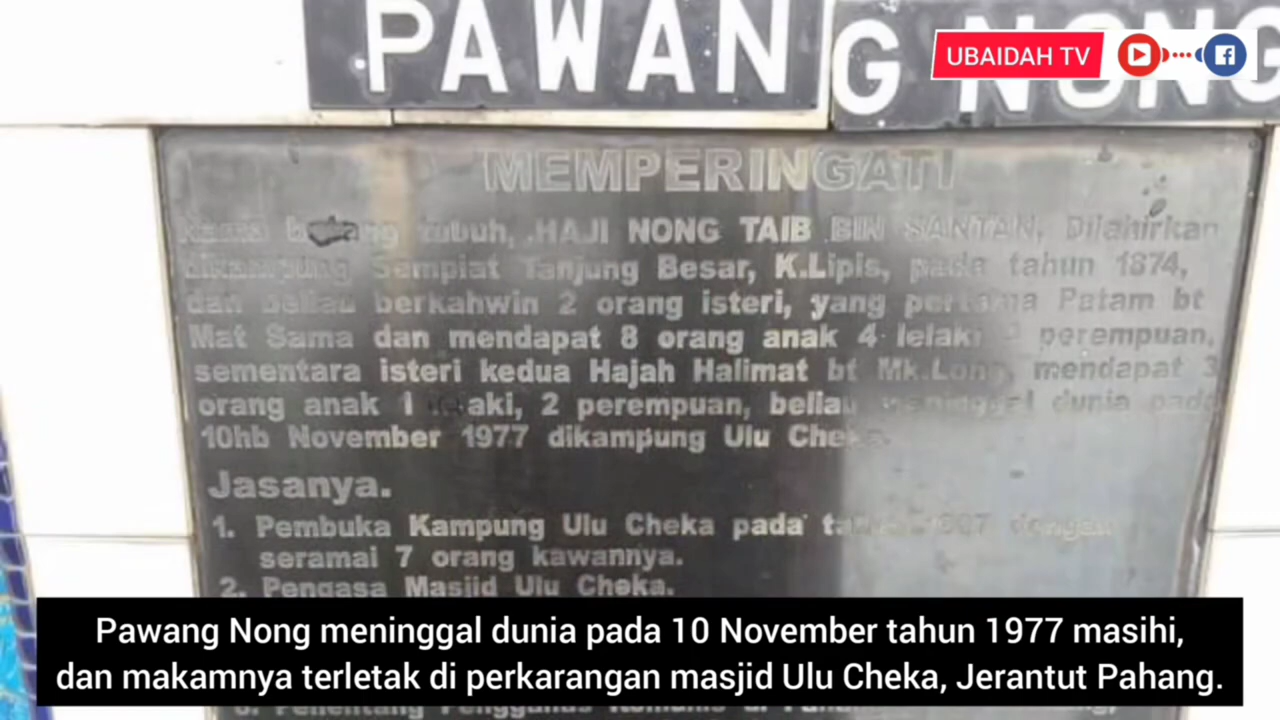 PAWANG NONG
UBAIDAH TV
MEMPERINGATI
tubuh, HAJI NONG TAIB BIN SANTAN, Dilahirkan
dikampung Sempiat Tanjung Besar, K.Lipis, pada tahun 1874,
dan beliau berkahwin 2 orang isteri, yang pertama Patam bt
Mat Sama dan mendapat 8 orang anak 4 lelaki perempuan,
sementara isteri kedua Hajah Halimat bt Mk.Long, mendapat 3
orang anak 1 2 perempuan, beliau meninggal dunia pada
10hb November 1977 dikampung Ulu Cheka.
Jasanya.
1. Pembuka Kampung Ulu Cheka pada dengan
seramai 7 orang kawannya.
2. Pengasa Masjid Ulu Cheka.
Pawang Nong meninggal dunia pada 10 November tahun 1977 masihi,
dan makamnya terletak di perkarangan masjid Ulu Cheka, Jerantut Pahang.